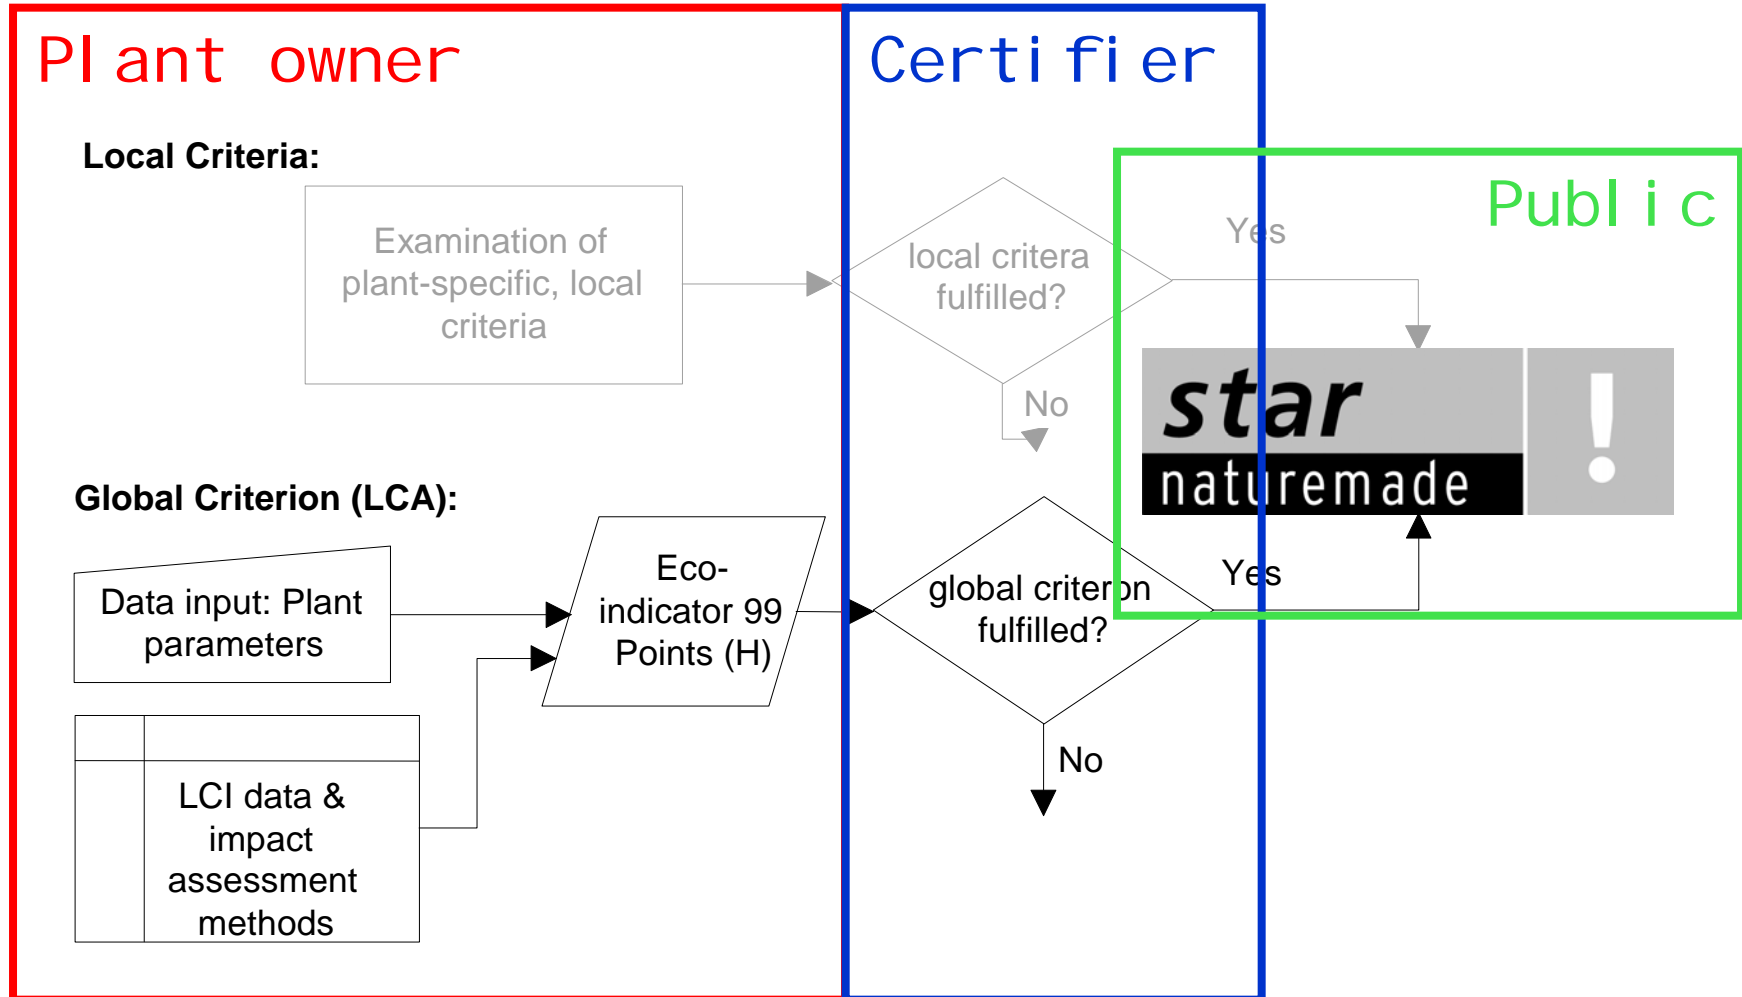 Plant owner
Certifier
Public
Local Criteria:
Examination of
plant-specific, local
criteria
local critera
fulfilled?
Yes
No
star
naturemade
!
Global Criterion (LCA):
Data input: Plant
parameters
Eco-
indicator 99
Points (H)
global criteron
fulfilled?
Yes
No
LCI data &
impact
assessment
methods